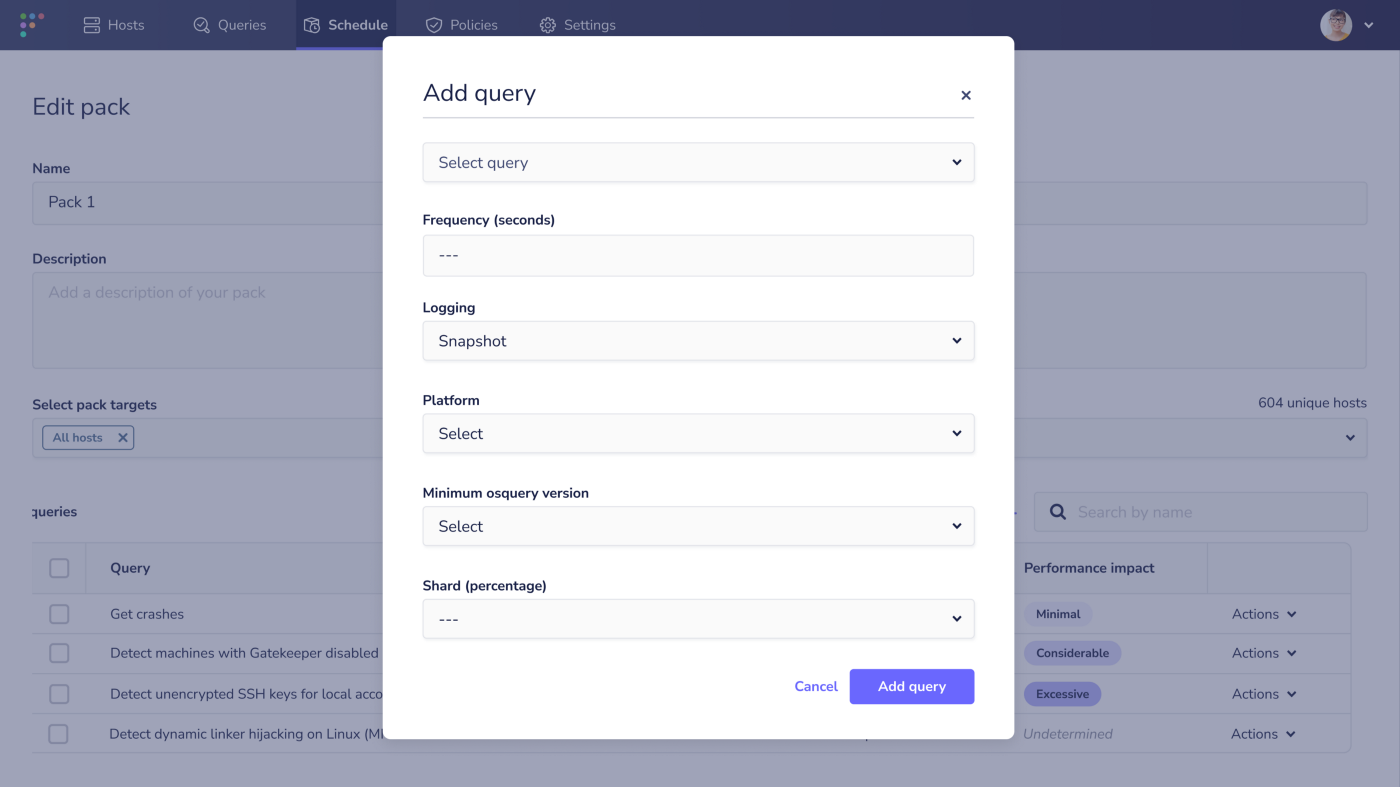 Hosts
Queries
Schedule
Policies
Settings
Edit pack
Name
Pack 1
Description
Add a description of your pack
Select pack targets
604 unique hosts
All hosts
queries
Search by name
Query
Performance impact
Get crashes
Minimal
Actions
Detect machines with Gatekeeper disabled
Considerable
Actions
Detect unencrypted SSH keys for local acco
Excessive
Actions
Detect dynamic linker hijacking on Linux (MI
Undetermined
Actions
Add query
Select query
Frequency (seconds)
---
Logging
Snapshot
Platform
Select
Minimum osquery version
Select
Shard (percentage)
---
Cancel
Add query